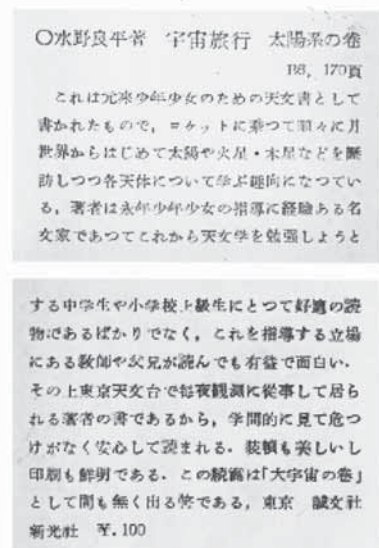 〇水野良平著　宇宙旅行　太陽系の巻
B6, 170頁
これは元来少年少女のための天文書として
書かれたもので，ロケットに乗つて順々に月
世界からはじめて太陽や火星・木星などを歴
訪しつつ各天体について学ぶ趣向になつてい
る，著者は永年少年少女の指導に経験ある名
文家であつてこれから天文学を勉強しようと
する中学生や小学校上級生にとつて好適の読
物であるばかりでなく，これを指導する立場
にある教師や父兄が読んでも有益で面白い．
その上東京天文台で毎夜観測に從事して居ら
れる著者の書であるから，学問的に見て危つ
けがなく安心して読まれる．装幀も美しいし
印刷も鮮明である．この続篇は「大宇宙の巻」
として間も無く出る筈である，東京　誠文社
新光社　¥.100